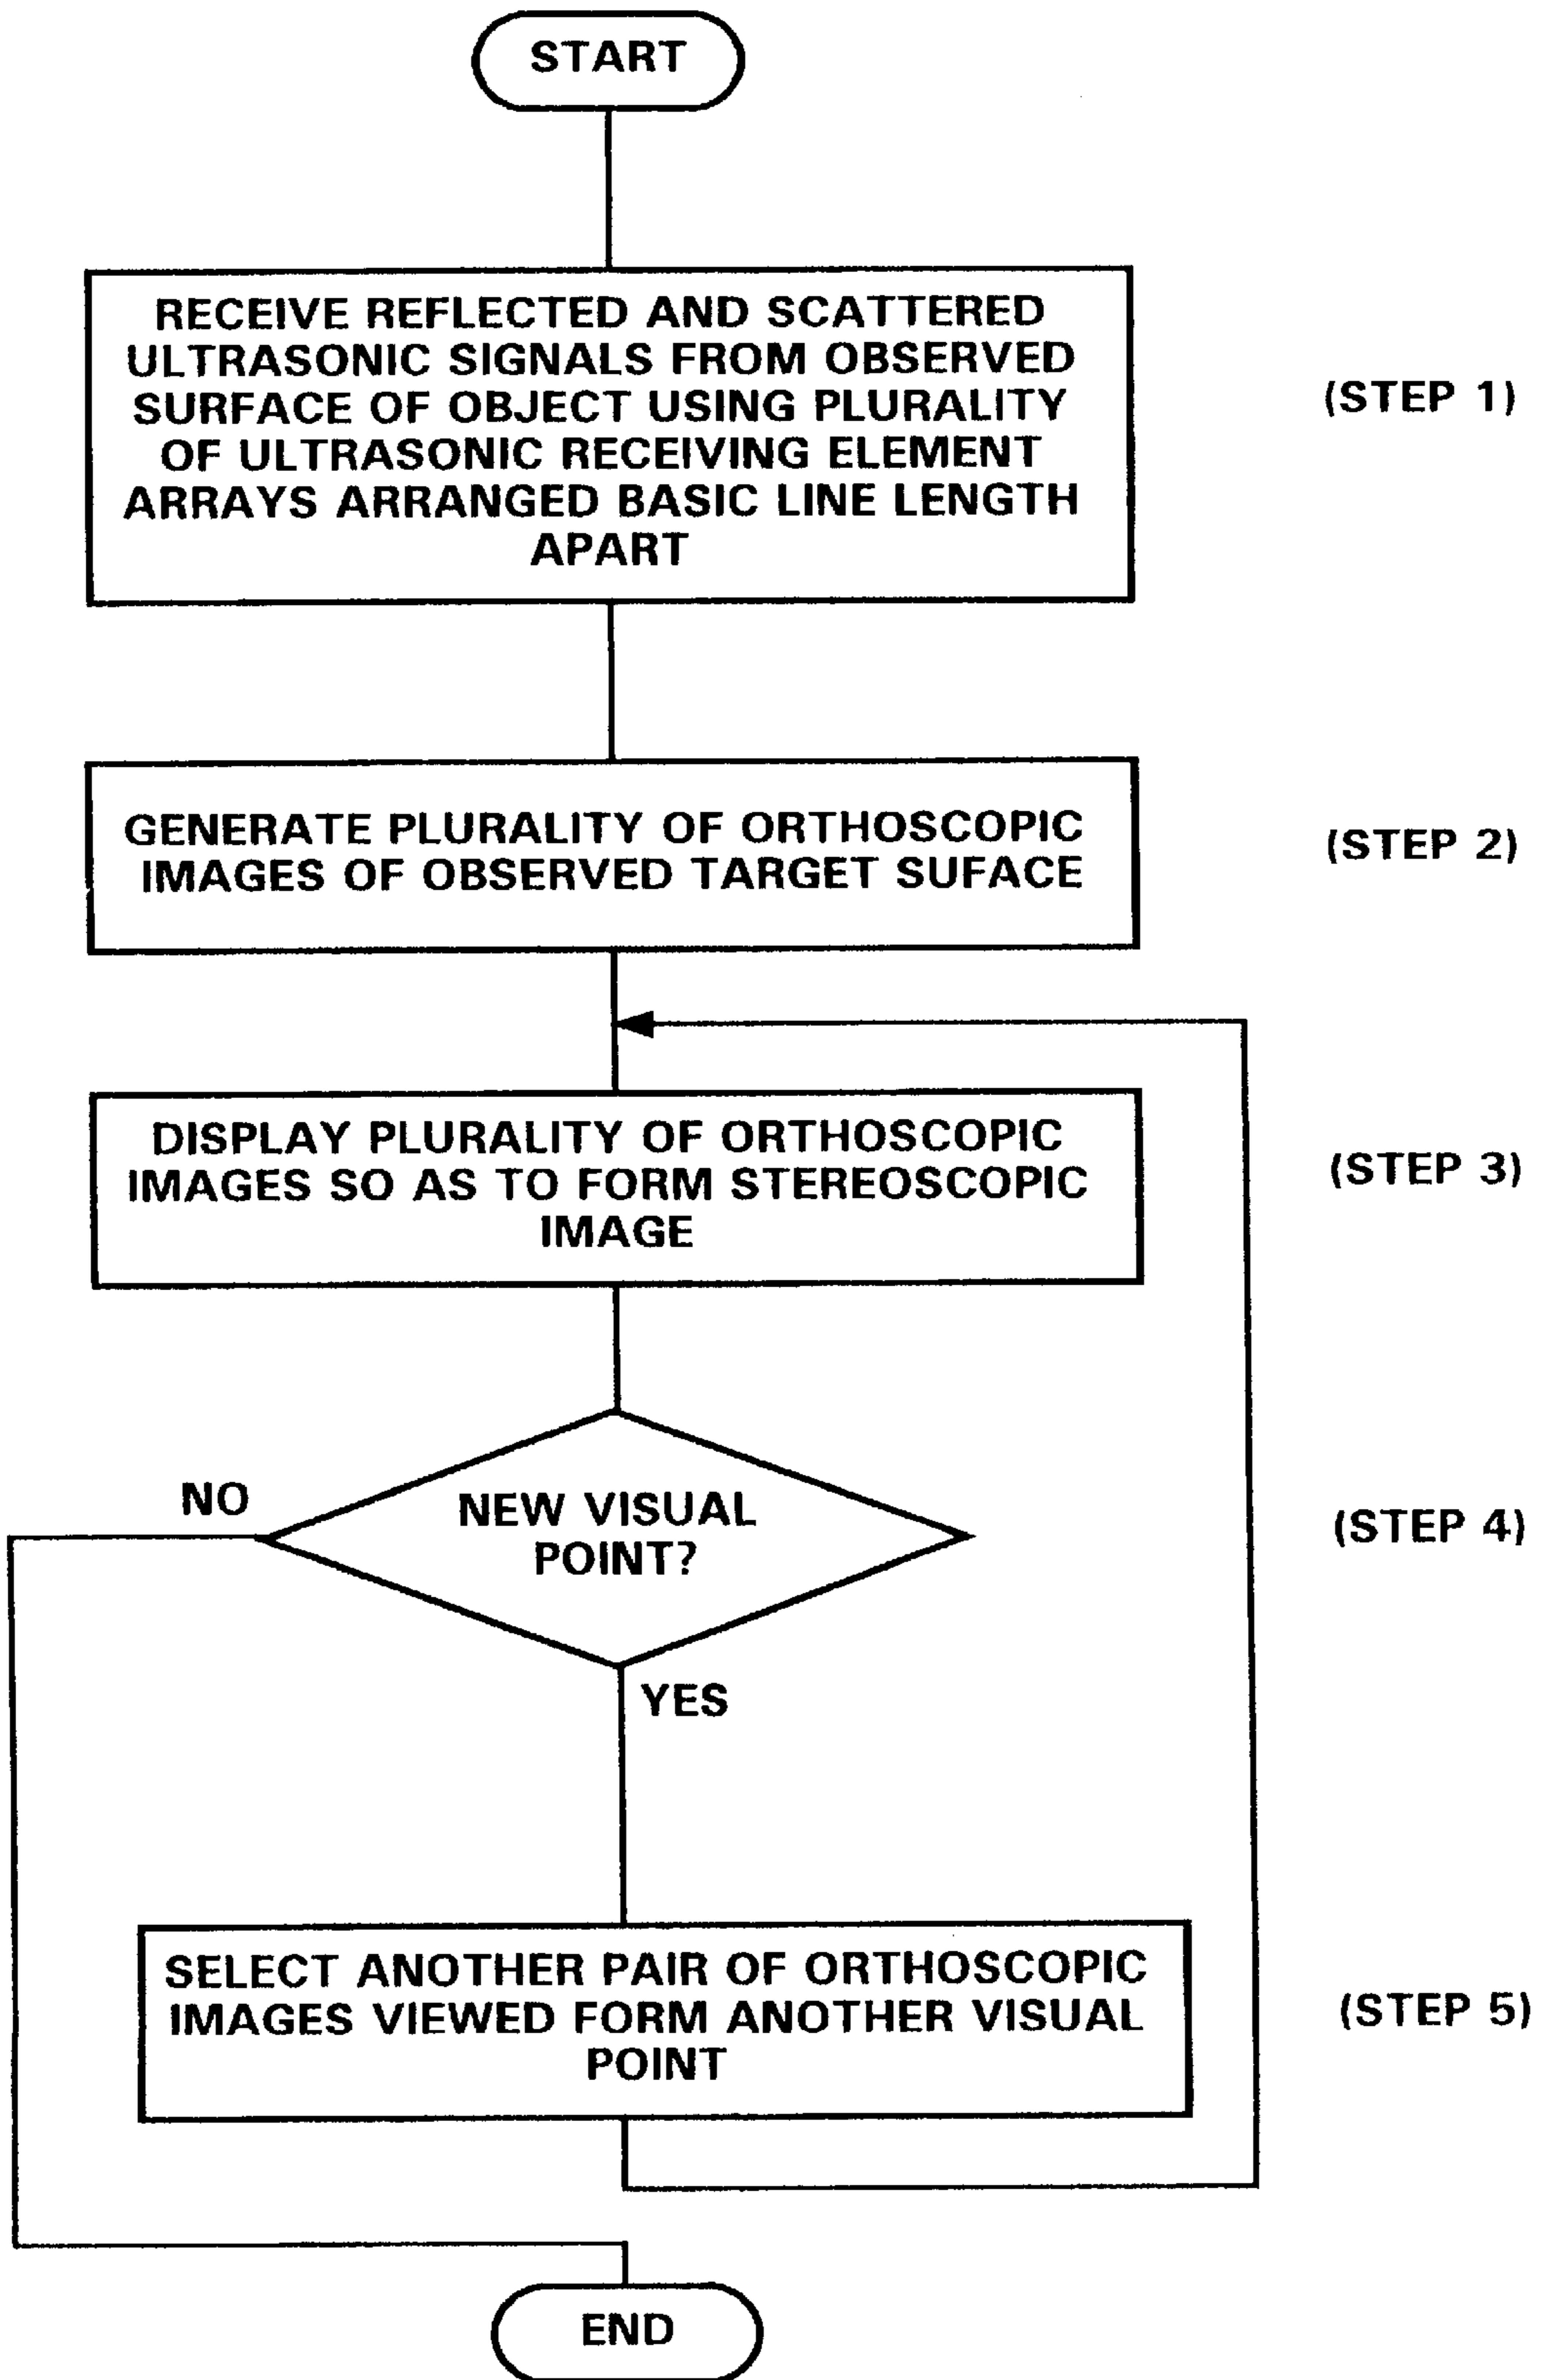 START
RECEIVE REFLECTED AND SCATTERED
ULTRASONIC SIGNALS FROM OBSERVED
SURFACE OF OBJECT USING PLURALITY
OF ULTRASONIC RECEIVING ELEMENT
ARRAYS ARRANGED BASIC LINE LENGTH
APART
(STEP 1)
GENERATE PLURALITY OF ORTHOSCOPIC
IMAGES OF OBSERVED TARGET SUFACE
(STEP 2)
DISPLAY PLURALITY OF ORTHOSCOPIC
IMAGES SO AS TO FORM STEREOSCOPIC
IMAGE
(STEP 3)
NO
NEW VISUAL
POINT?
(STEP 4)
YES
SELECT ANOTHER PAIR OF ORTHOSCOPIC
IMAGES VIEWED FORM ANOTHER VISUAL
POINT
(STEP 5)
END